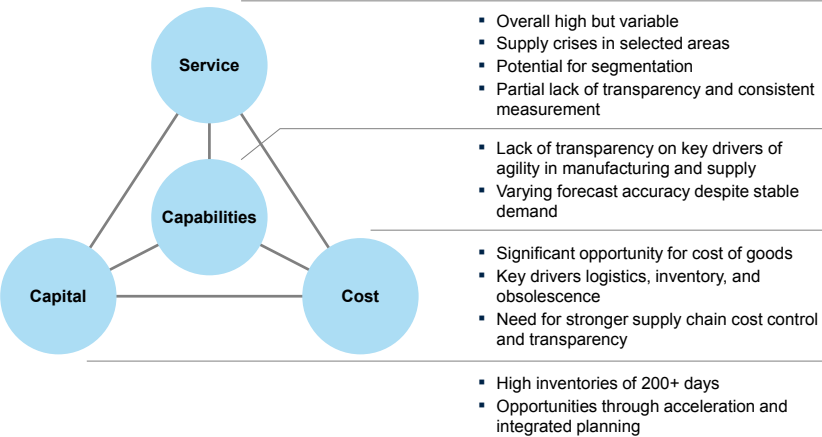 Service
Capabilities
Capital
Cost
▪ Overall high but variable
▪ Supply crises in selected areas
▪ Potential for segmentation
▪ Partial lack of transparency and consistent
measurement
▪ Lack of transparency on key drivers of
agility in manufacturing and supply
▪ Varying forecast accuracy despite stable
demand
▪ Significant opportunity for cost of goods
▪ Key drivers logistics, inventory, and
obsolescence
▪ Need for stronger supply chain cost control
and transparency
▪ High inventories of 200+ days
▪ Opportunities through acceleration and
integrated planning